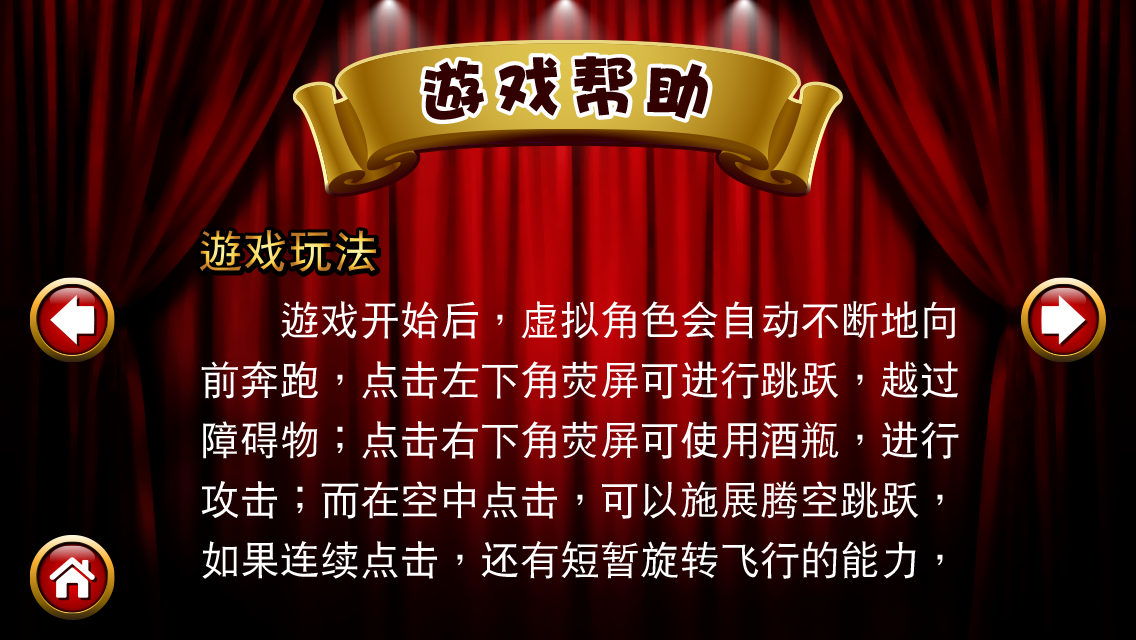 遊戏帮助
遊戏玩法
遊戏开始后，虚拟角色会自动不断地向
前奔跑，点击左下角荧屏可进行跳跃，越过
障碍物；点击右下角荧屏可使用酒瓶，进行
攻击；而在空中点击，可以施展腾空跳跃，
如果连续点击，还有短暂旋转飞行的能力，